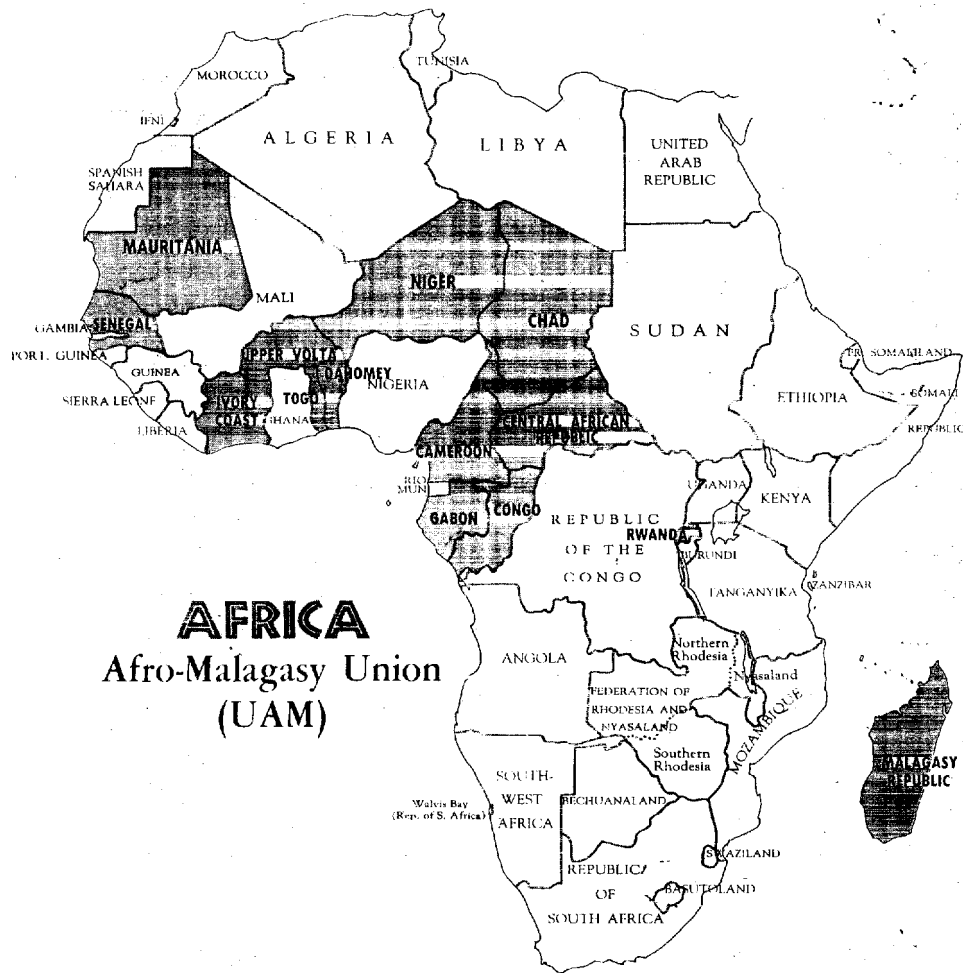 TUNISIA
MOROCCO
IFNI
ALGERIA
LIBYA
UNITED
ARAB
REPUBLIC
SPANISH
SAHARA
MAURITANIA
NIGER
MALI
CHAD
SUDAN
GAMBIA
SENEGAL
PORT. GUINEA
GUINEA
SIERRA LEONE
LIBERIA
UPPER VOLTA
DAHOMEY
NIGERIA
IVORY
COAST
TOGO
GHANA
FR. SOMALILAND
ETHIOPIA
SOMALI
REPUBLIC
CENTRAL AFRICAN
REPUBLIC
CAMEROON
RIO
MUNI
GABON
CONGO
UGANDA
KENYA
REPUBLIC
OF THE
CONGO
RWANDA
BURUNDI
TANGANYIKA
ZANZIBAR
AFRICA
Afro-Malagasy Union
(UAM)
ANGOLA
Northern
Rhodesia
Nyasaland
FEDERATION OF
RHODESIA AND
NYASALAND
MOZAMBIQUE
Southern
Rhodesia
MALAGASY
REPUBLIC
SOUTH-
WEST
AFRICA
Walvis Bay
(Rep. of S. Africa)
BECHUANALAND
SWAZILAND
REPUBLIC
OF
SOUTH AFRICA
BASUTOLAND